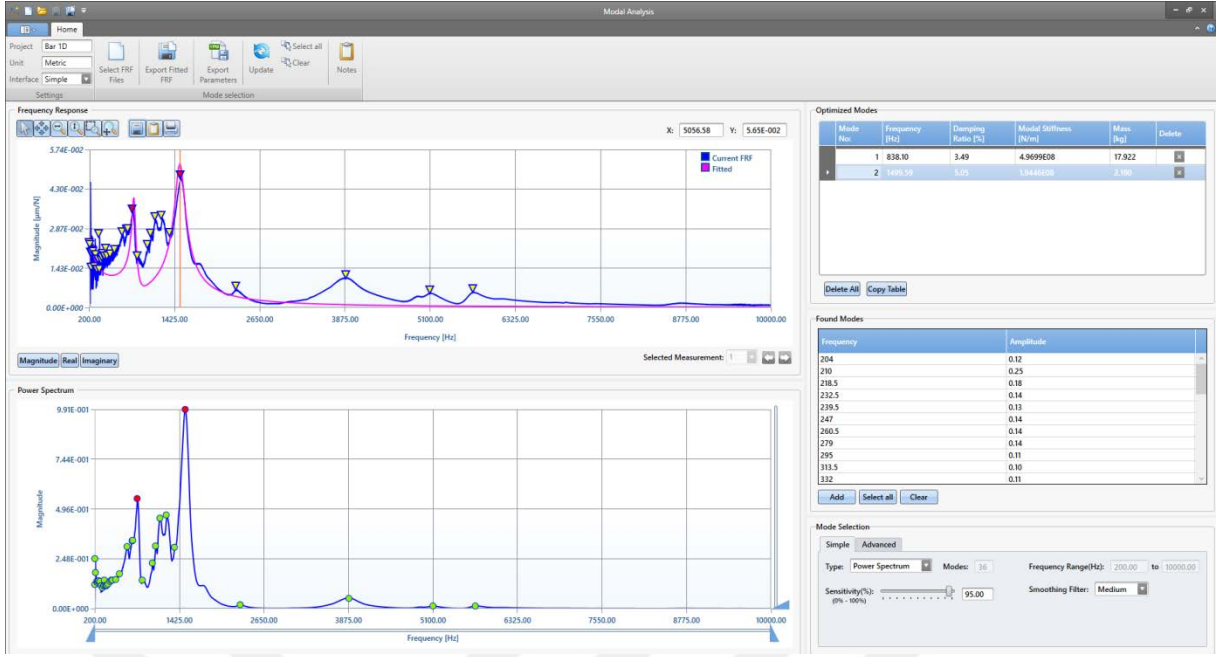 Modal Analysis
Home
Project Bar 1D
Unit Metric
Interface Simple
Select FRF Files
Export Fitted FRF
Export Parameters
Update
Select all
Clear
Notes
Settings
Mode selection
Frequency Response
X: 5056.58 Y: 5.65E-002
Current FRF
Fitted
5.74E-002
4.30E-002
2.87E-002
1.43E-002
0.00E+000
Magnitude [µm/N]
200.00 1425.00 2650.00 3875.00 5100.00 6325.00 7550.00 8775.00 10000.00
Frequency [Hz]
Magnitude Real Imaginary
Selected Measurement: 1
Power Spectrum
9.91E-001
7.44E-001
4.96E-001
2.48E-001
0.00E+000
Magnitude
200.00 1425.00 2650.00 3875.00 5100.00 6325.00 7550.00 8775.00 10000.00
Frequency [Hz]
Optimized Modes
Mode No: Frequency [Hz] Damping Ratio [%] Modal Stiffness [N/m] Mass [kg] Delete
1 838.10 3.49 4.9699E08 17.922
2 1499.59 5.05 1.9446E08 2.190
Delete All Copy Table
Found Modes
Frequency Amplitude
204 0.12
210 0.25
218.5 0.18
232.5 0.14
239.5 0.13
247 0.14
260.5 0.14
279 0.14
295 0.11
313.5 0.10
332 0.11
Add Select all Clear
Mode Selection
Simple Advanced
Type: Power Spectrum Modes: 36 Frequency Range(Hz): 200.00 to 10000.00
Sensitivity(%): 95.00 Smoothing Filter: Medium
(0% - 100%)